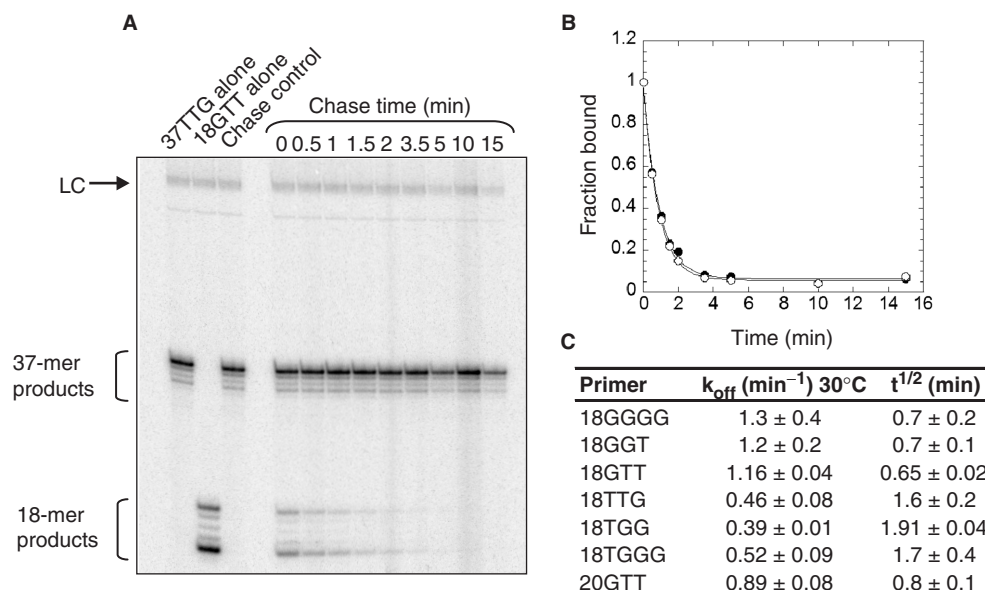 A
37TTG alone
18GTT alone
Chase control
Chase time (min)
0 0.5 1 1.5 2 3.5 5 10 15
LC
37-mer
products
18-mer
products
B
Fraction bound
1.2
1
0.8
0.6
0.4
0.2
0
0 2 4 6 8 10 12 14 16
Time (min)
C
Primer k_off (min⁻¹) 30°C t^1/2 (min)
18GGGG 1.3 ± 0.4 0.7 ± 0.2
18GGT 1.2 ± 0.2 0.7 ± 0.1
18GTT 1.16 ± 0.04 0.65 ± 0.02
18TTG 0.46 ± 0.08 1.6 ± 0.2
18TGG 0.39 ± 0.01 1.91 ± 0.04
18TGGG 0.52 ± 0.09 1.7 ± 0.4
20GTT 0.89 ± 0.08 0.8 ± 0.1